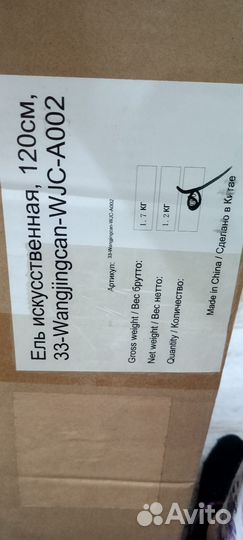 Ель искусственная, 120см,
33-Wangjingcan-WJC-A002
Артикул: 33-Wangjingcan-WJC-A002
Gross weight / Вес брутто: 1.7 КГ
Net weight / Вес нетто: 1.2 КГ
Quantity / Количество:
Made in China / Сделано в Китае
Avito